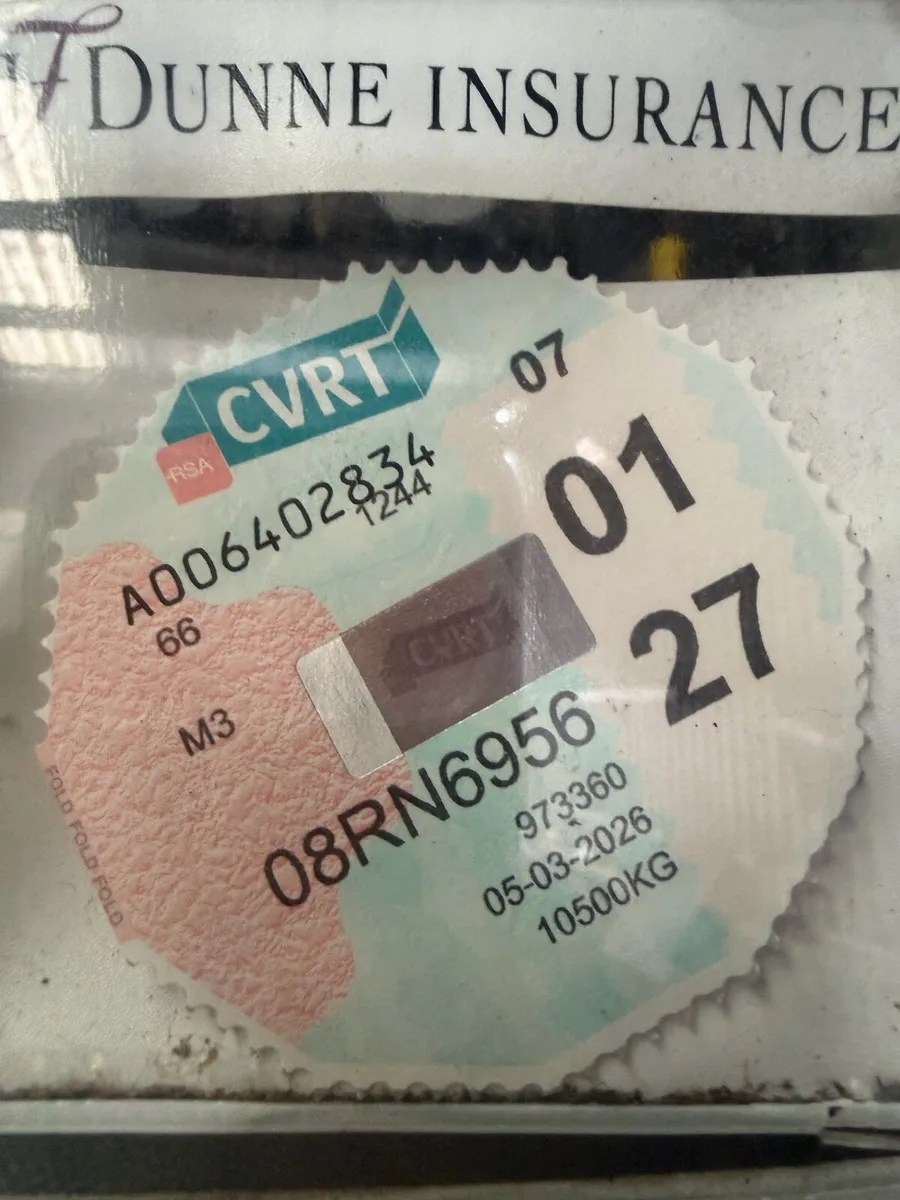 F DUNNE INSURANCE
CVRT
RSA
07
01
27
A006402834
1244
66
M3
CVRT
08RN6956
973360
05-03-2026
10500KG
FOLD FOLD FOLD